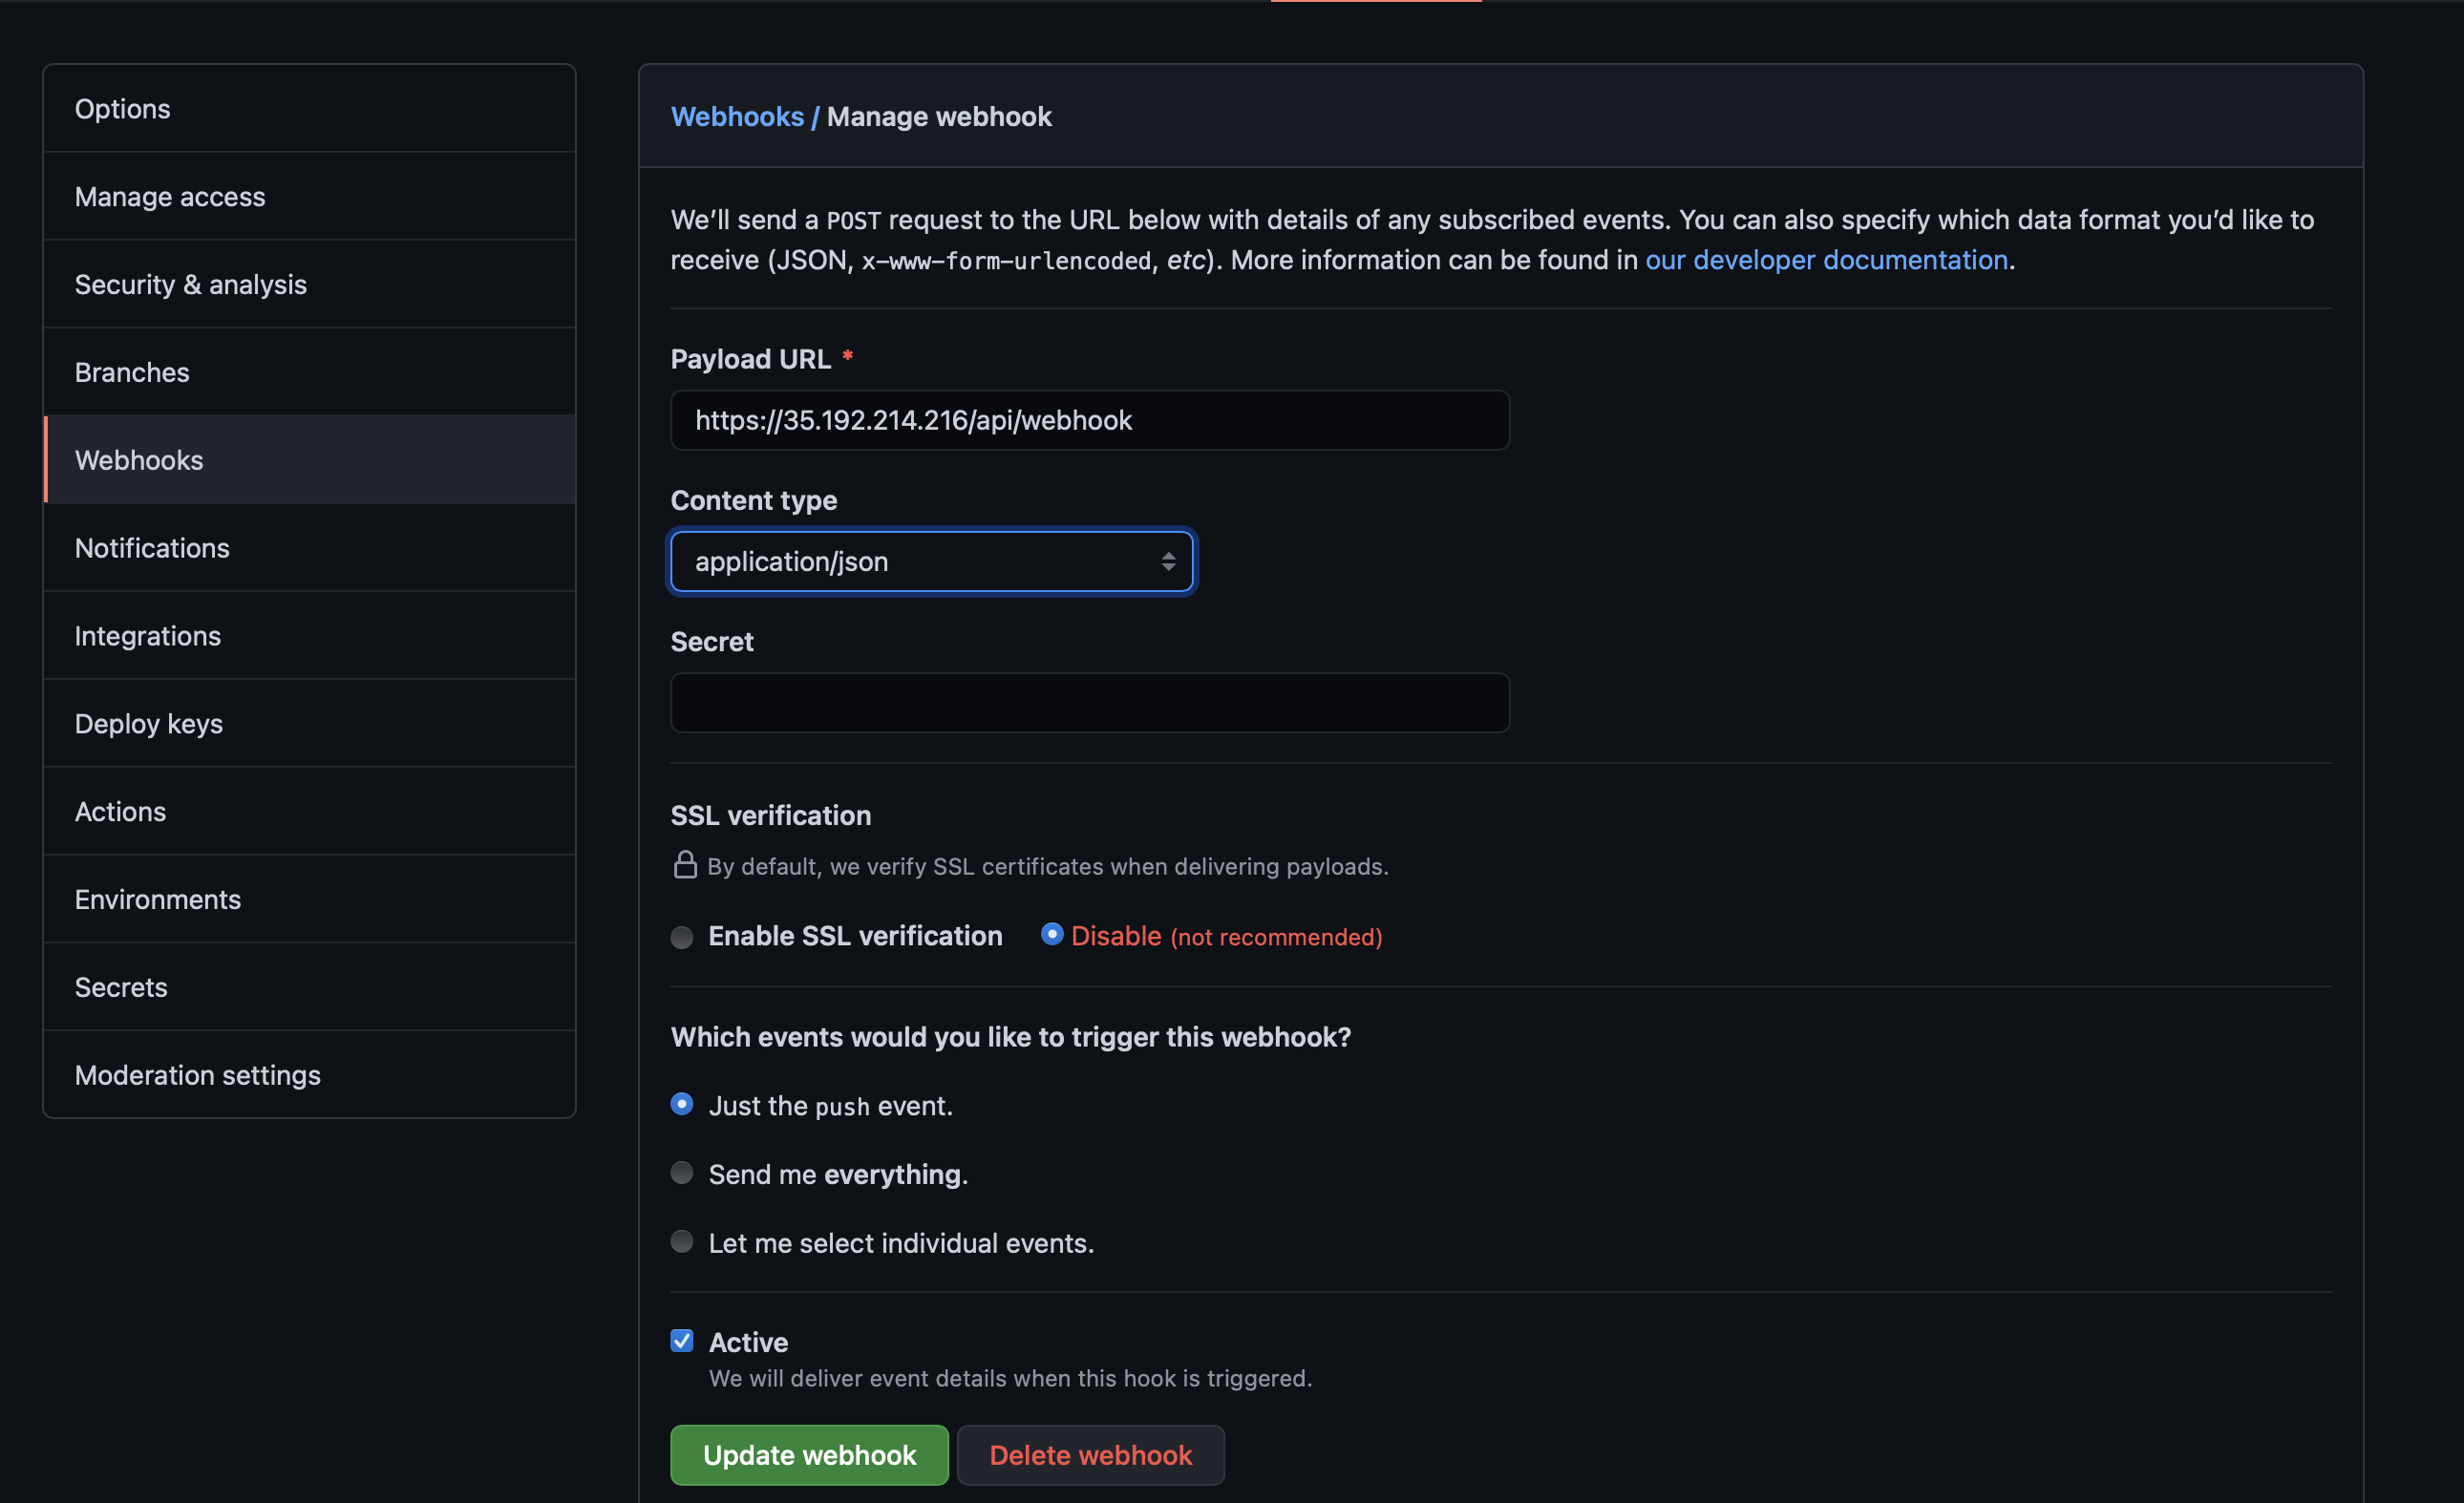 Options
Manage access
Security & analysis
Branches
Webhooks
Notifications
Integrations
Deploy keys
Actions
Environments
Secrets
Moderation settings
Webhooks / Manage webhook
We’ll send a POST request to the URL below with details of any subscribed events. You can also specify which data format you’d like to
receive (JSON, x-www-form-urlencoded, etc). More information can be found in our developer documentation.
Payload URL *
https://35.192.214.216/api/webhook
Content type
application/json
Secret
SSL verification
By default, we verify SSL certificates when delivering payloads.
Enable SSL verification Disable (not recommended)
Which events would you like to trigger this webhook?
Just the push event.
Send me everything.
Let me select individual events.
Active
We will deliver event details when this hook is triggered.
Update webhook Delete webhook